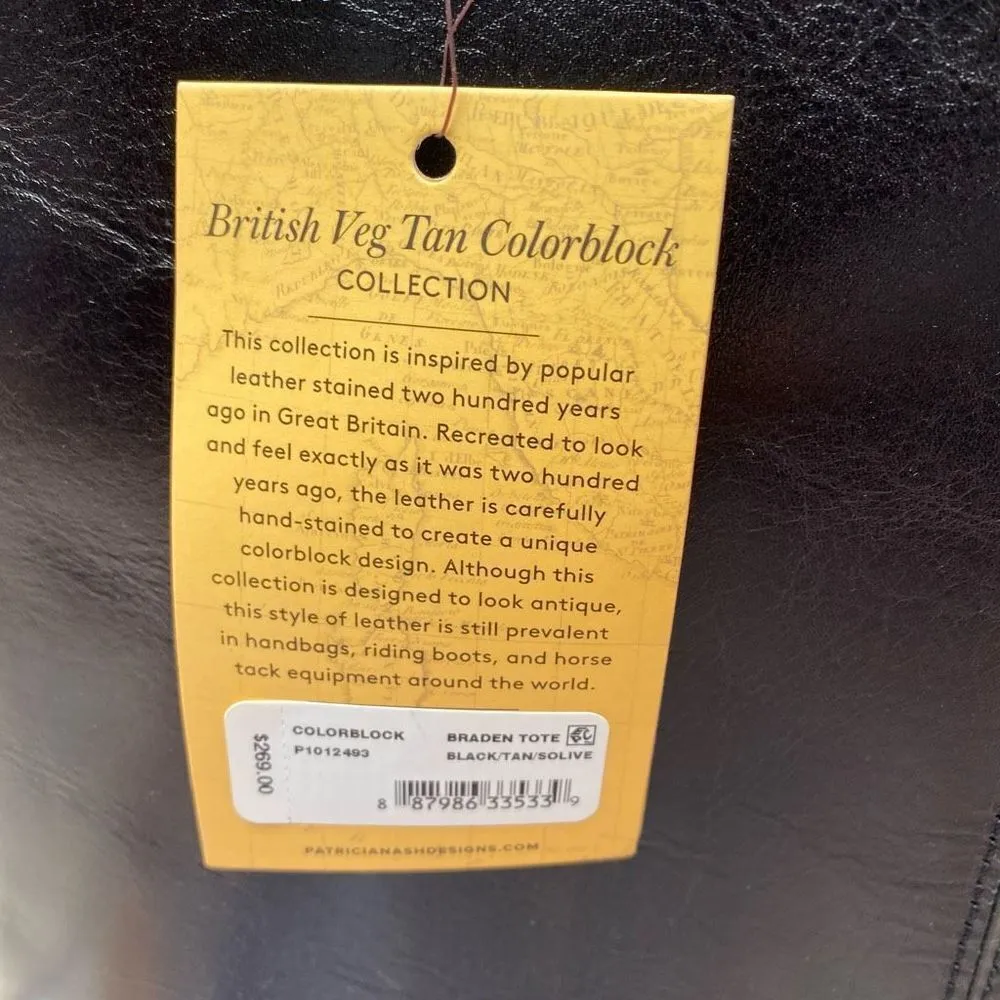 British Veg Tan Colorblock
COLLECTION
This collection is inspired by popular
leather stained two hundred years
ago in Great Britain. Recreated to look
and feel exactly as it was two hundred
years ago, the leather is carefully
hand-stained to create a unique
colorblock design. Although this
collection is designed to look antique,
this style of leather is still prevalent
in handbags, riding boots, and horse
tack equipment around the world.
$269.00
COLORBLOCK
P1012493
BRADEN TOTE
BLACK/TAN/SOLIVE
8 87986 33533 9
PATRICIANASHDESIGNS.COM